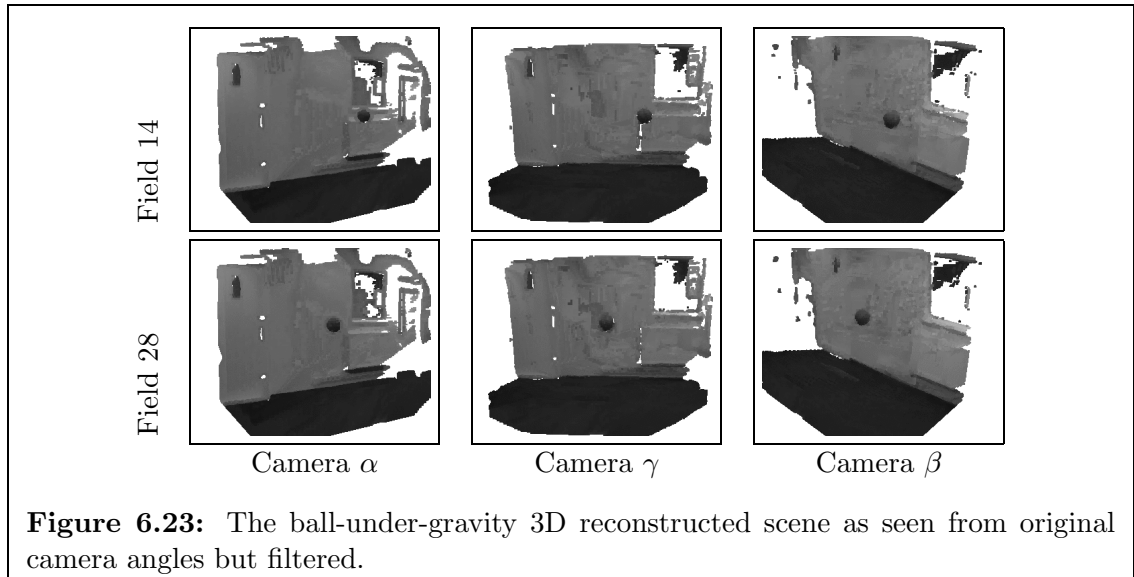 Field 14
Field 28
Camera α Camera γ Camera β
Figure 6.23: The ball-under-gravity 3D reconstructed scene as seen from original
camera angles but filtered.